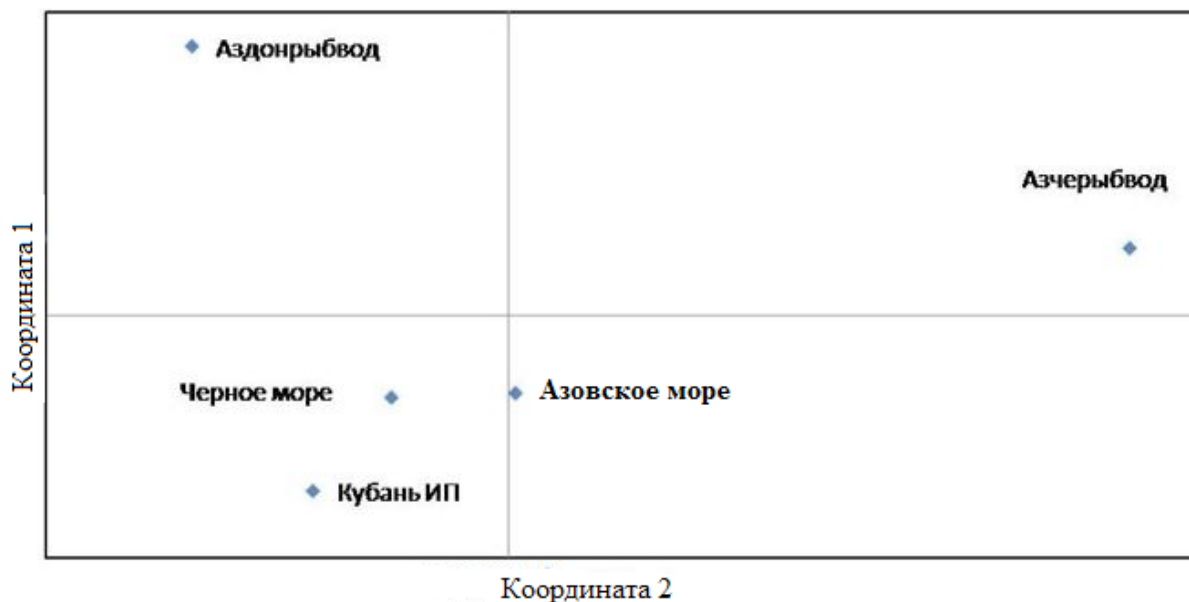 Аздонрыбвод
Азчерыбвод
Координата 1
Черное море
Азовское море
Кубань ИП
Координата 2